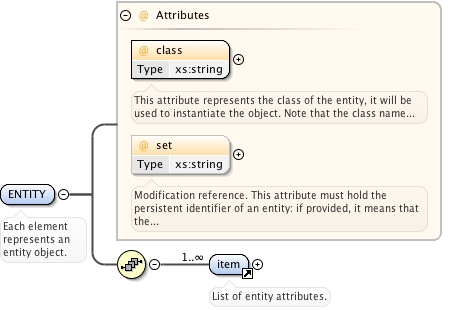 @ Attributes
@ class
Type xs:string
This attribute represents the class of the entity, it will be
used to instantiate the object. Note that the class name...
@ set
Type xs:string
Modification reference. This attribute must hold the
persistent identifier of an entity: if provided, it means that
the...
ENTITY
Each element
represents an
entity object.
1..∞
item
List of entity attributes.